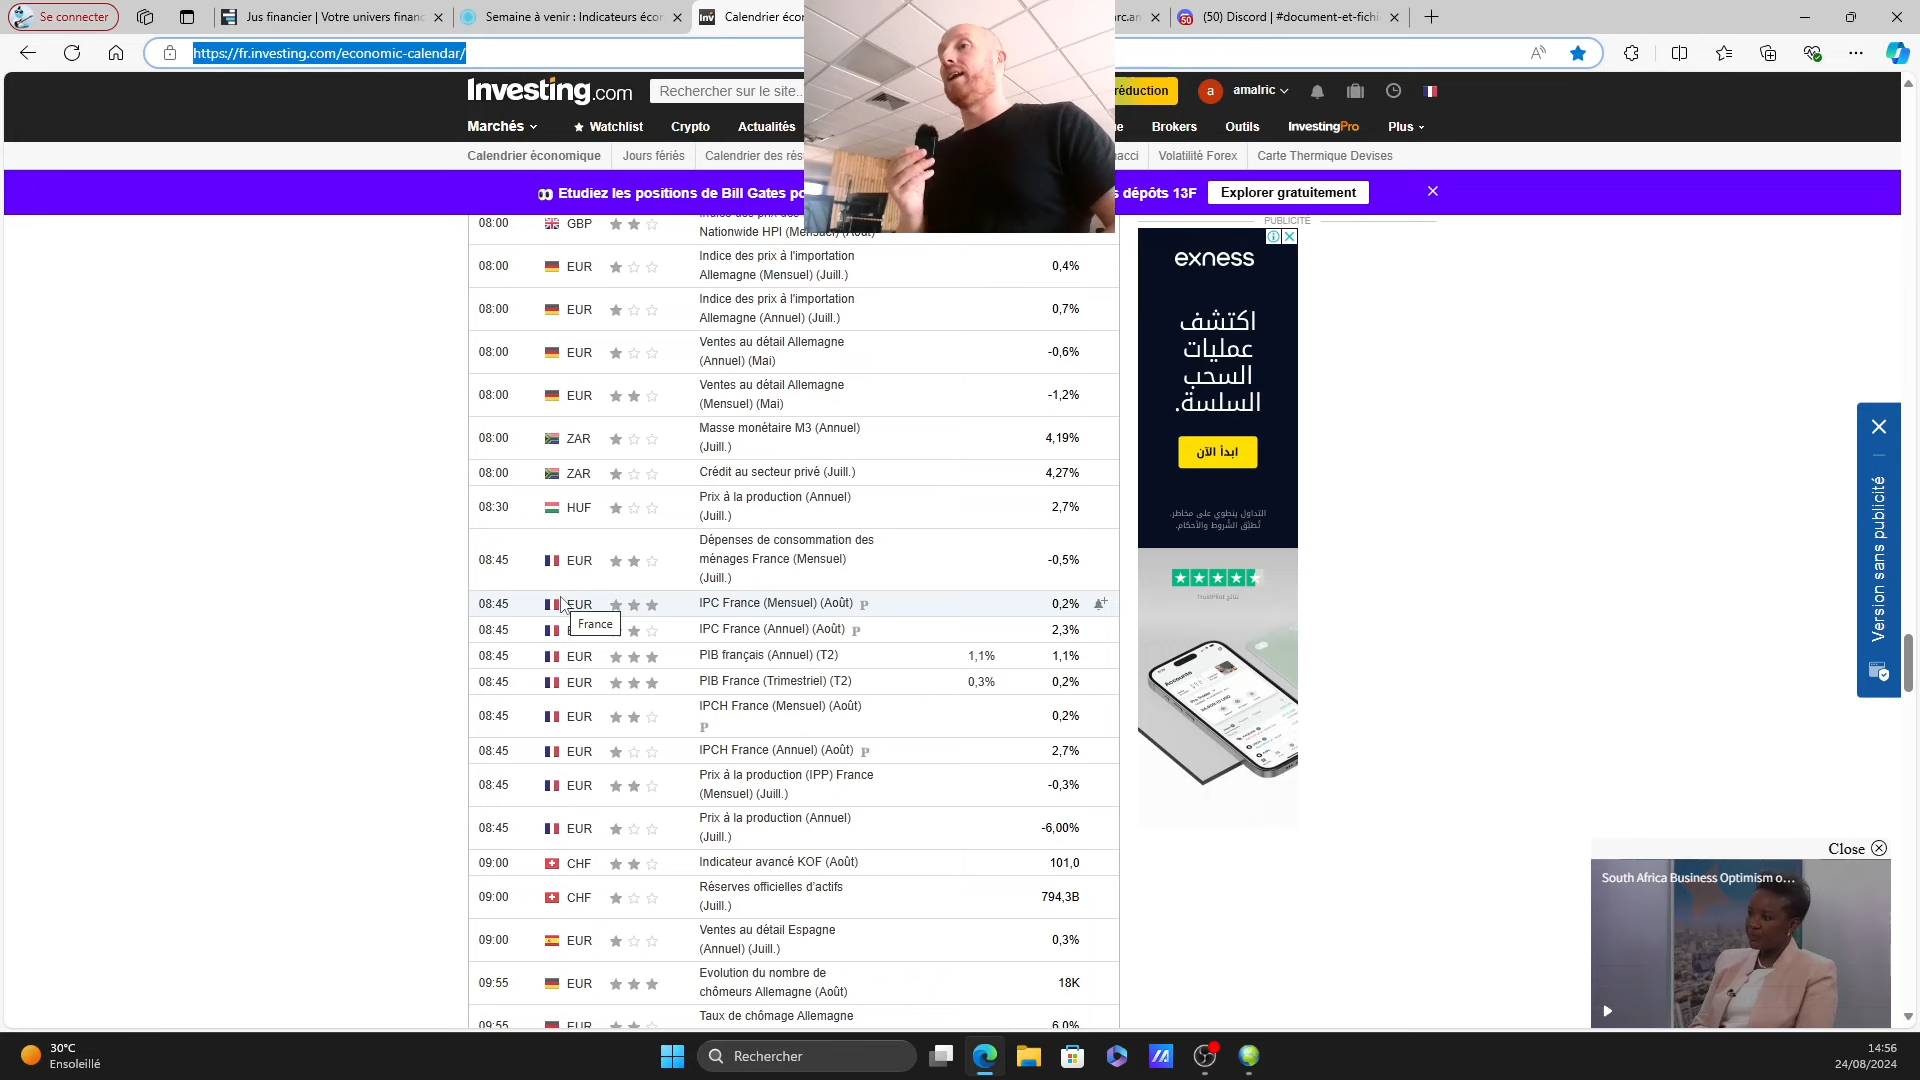 Se connecter
Jus financier | Votre univers finan
Semaine à venir : Indicateurs écor
Calendrier éco
arc.an
(50) Discord | #document-et-fichi
https://fr.investing.com/economic-calendar/
Investing.com
Rechercher sur le site...
réduction
a
amalric
Marchés
Watchlist
Crypto
Actualités
Brokers
Outils
InvestingPro
Plus
Calendrier économique
Jours fériés
Calendrier des rés
nacci
Volatilité Forex
Carte Thermique Devises
Etudiez les positions de Bill Gates po
s dépôts 13F
Explorer gratuitement
PUBLICITÉ
08:00 GBP
Nationwide HPI (Mensuel) (Août)
08:00 EUR Indice des prix à l'importation
Allemagne (Mensuel) (Juill.) 0,4%
08:00 EUR Indice des prix à l'importation
Allemagne (Annuel) (Juill.) 0,7%
08:00 EUR Ventes au détail Allemagne
(Annuel) (Mai) -0,6%
08:00 EUR Ventes au détail Allemagne
(Mensuel) (Mai) -1,2%
08:00 ZAR Masse monétaire M3 (Annuel)
(Juill.) 4,19%
08:00 ZAR Crédit au secteur privé (Juill.) 4,27%
08:30 HUF Prix à la production (Annuel)
(Juill.) 2,7%
08:45 EUR Dépenses de consommation des
ménages France (Mensuel)
(Juill.) -0,5%
08:45 EUR IPC France (Mensuel) (Août) P 0,2%
France
08:45 IPC France (Annuel) (Août) P 2,3%
08:45 EUR PIB français (Annuel) (T2) 1,1% 1,1%
08:45 EUR PIB France (Trimestriel) (T2) 0,3% 0,2%
08:45 EUR IPCH France (Mensuel) (Août)
P 0,2%
08:45 EUR IPCH France (Annuel) (Août) P 2,7%
08:45 EUR Prix à la production (IPP) France
(Mensuel) (Juill.) -0,3%
08:45 EUR Prix à la production (Annuel)
(Juill.) -6,00%
09:00 CHF Indicateur avancé KOF (Août) 101,0
09:00 CHF Réserves officielles d'actifs
(Juill.) 794,3B
09:00 EUR Ventes au détail Espagne
(Annuel) (Juill.) 0,3%
09:55 EUR Evolution du nombre de
chômeurs Allemagne (Août) 18K
09:55 EUR Taux de chômage Allemagne 6,0%
exness
اكتشف
عمليات
السحب
السلسة.
ابدأ الآن
التداول ينطوي على مخاطر.
تُطبَّق الشروط والأحكام.
Version sans publicité
Close
South Africa Business Optimism o...
30°C
Ensoleillé
Rechercher
14:56
24/08/2024